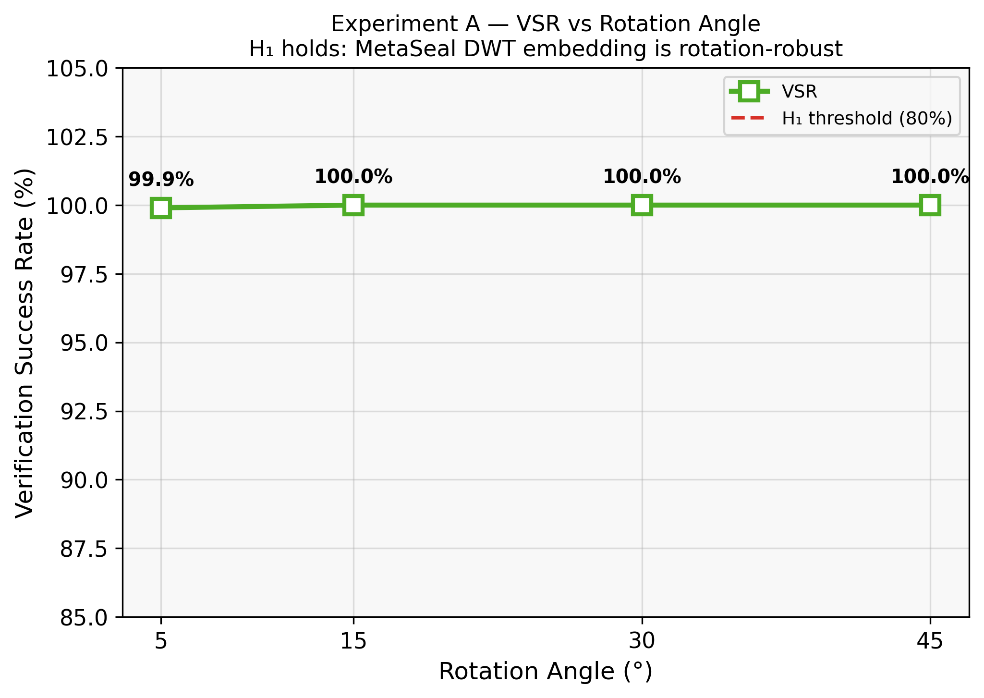 Experiment A — VSR vs Rotation Angle
H₁ holds: MetaSeal DWT embedding is rotation-robust
VSR
H₁ threshold (80%)
Verification Success Rate (%)
105.0
102.5
100.0
97.5
95.0
92.5
90.0
87.5
85.0
99.9%
100.0%
100.0%
100.0%
5
15
30
45
Rotation Angle (°)